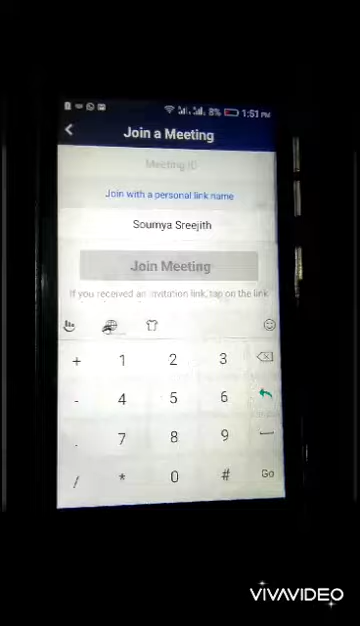 8% 1:51 PM
Join a Meeting
Meeting ID
Join with a personal link name
Soumya Sreejith
Join Meeting
If you received an invitation link, tap on the link
+ 1 2 3
- 4 5 6
. 7 8 9
/ * 0 # Go
VIVAVIDEO